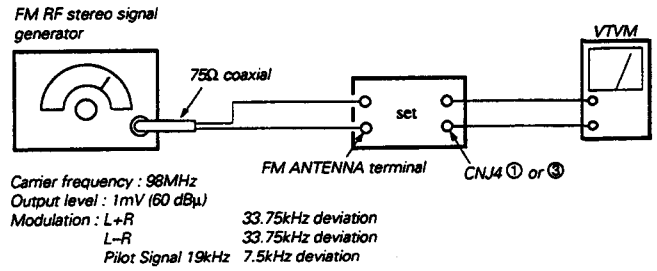 FM RF stereo signal
generator
VTVM
75Ω coaxial
set
FM ANTENNA terminal
CNJ4 ① or ③
Carrier frequency : 98MHz
Output level : 1mV (60 dBμ)
Modulation : L+R 33.75kHz deviation
L–R 33.75kHz deviation
Pilot Signal 19kHz 7.5kHz deviation